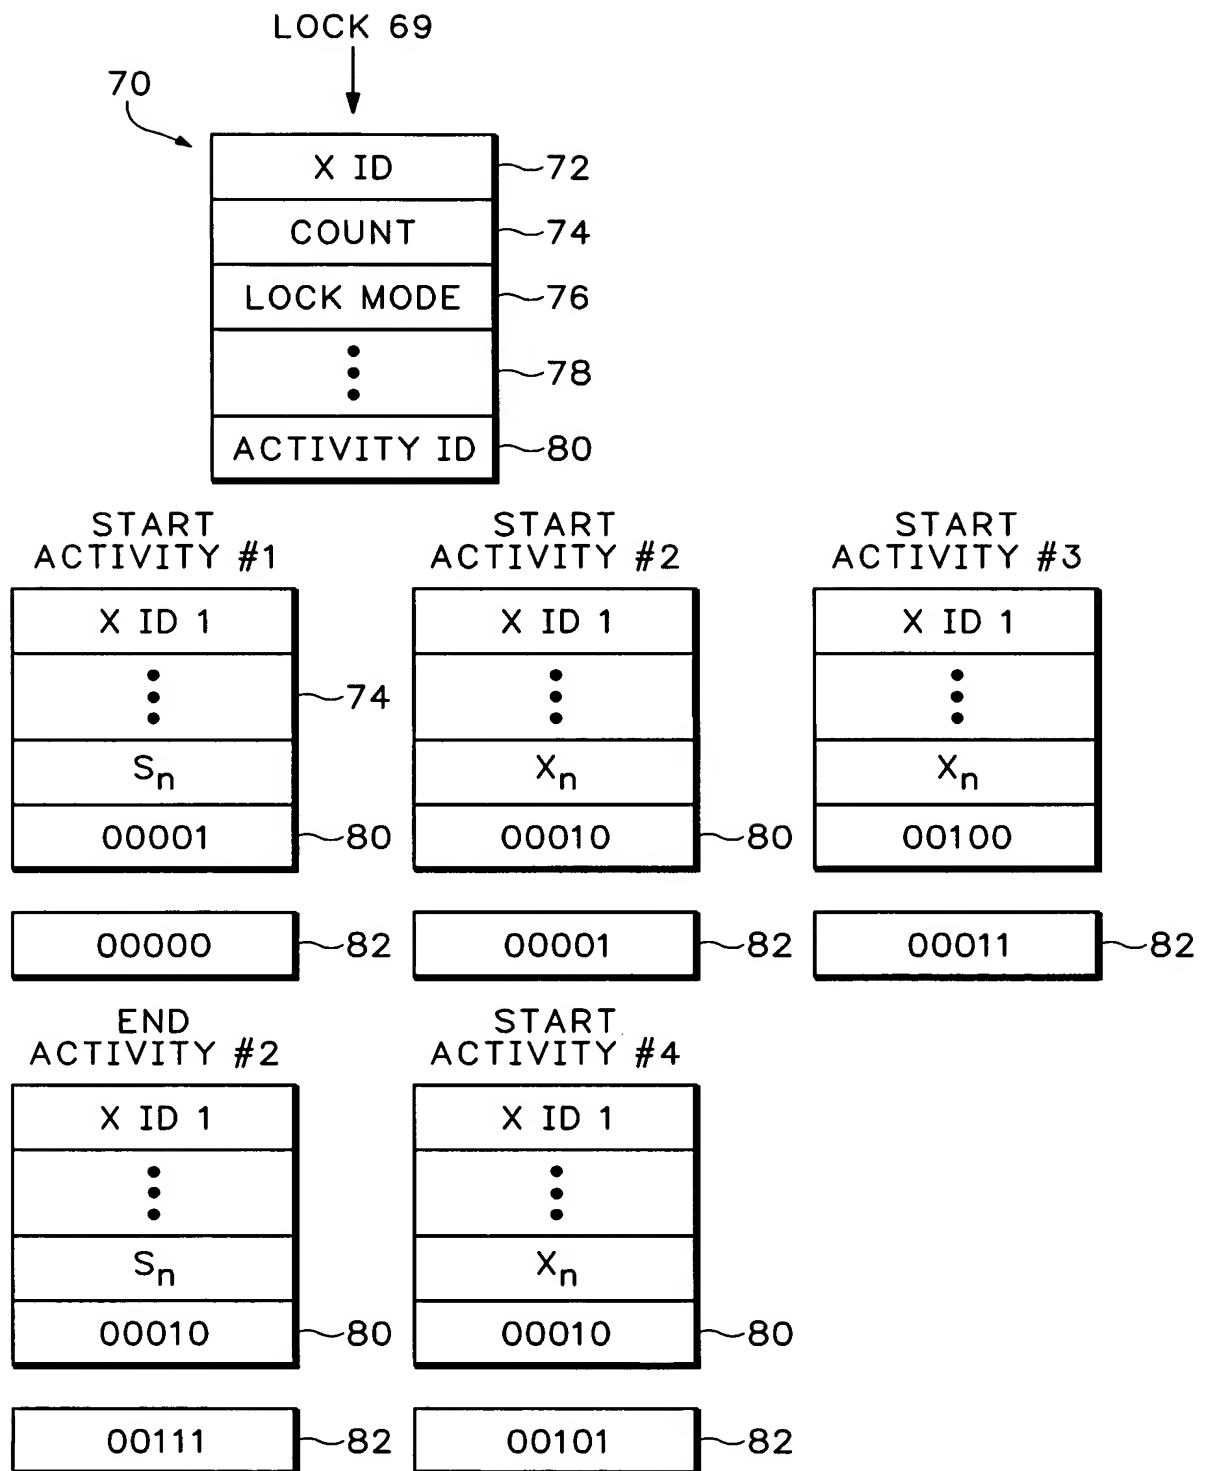 LOCK 69
70
X ID 72
COUNT 74
LOCK MODE 76
78
ACTIVITY ID 80
START
ACTIVITY #1
X ID 1
74
Sn
00001 80
00000 82
START
ACTIVITY #2
X ID 1
Xn
00010 80
00001 82
START
ACTIVITY #3
X ID 1
Xn
00100
00011 82
END
ACTIVITY #2
X ID 1
Sn
00010 80
00111 82
START
ACTIVITY #4
X ID 1
Xn
00010 80
00101 82